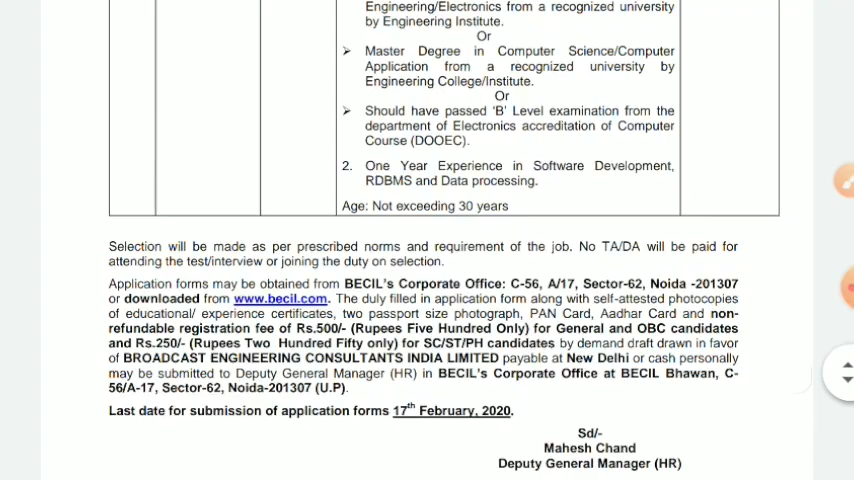 Engineering/Electronics from a recognized university
by Engineering Institute.
Or
➢ Master Degree in Computer Science/Computer
Application from a recognized university by
Engineering College/Institute.
Or
➢ Should have passed 'B' Level examination from the
department of Electronics accreditation of Computer
Course (DOOEC).
2. One Year Experience in Software Development,
RDBMS and Data processing.
Age: Not exceeding 30 years
Selection will be made as per prescribed norms and requirement of the job. No TA/DA will be paid for
attending the test/interview or joining the duty on selection.
Application forms may be obtained from BECIL's Corporate Office: C-56, A/17, Sector-62, Noida -201307
or downloaded from www.becil.com. The duly filled in application form along with self-attested photocopies
of educational/ experience certificates, two passport size photograph, PAN Card, Aadhar Card and non-
refundable registration fee of Rs.500/- (Rupees Five Hundred Only) for General and OBC candidates
and Rs.250/- (Rupees Two Hundred Fifty only) for SC/ST/PH candidates by demand draft drawn in favor
of BROADCAST ENGINEERING CONSULTANTS INDIA LIMITED payable at New Delhi or cash personally
may be submitted to Deputy General Manager (HR) in BECIL's Corporate Office at BECIL Bhawan, C-
56/A-17, Sector-62, Noida-201307 (U.P).
Last date for submission of application forms 17th February, 2020.
Sd/-
Mahesh Chand
Deputy General Manager (HR)